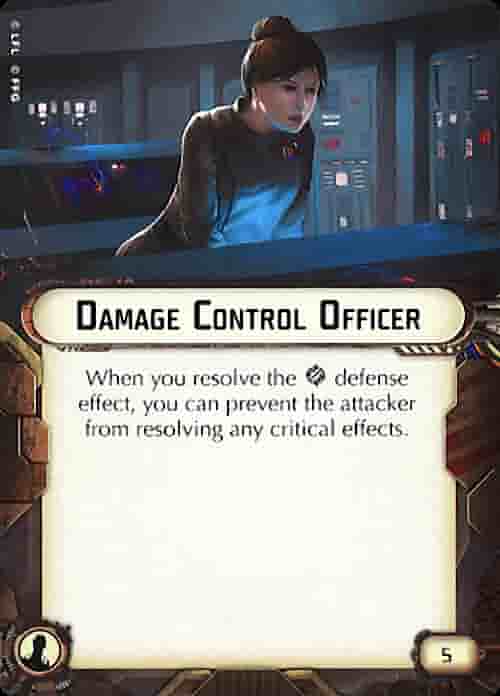 © LFL © FFG
Damage Control Officer
When you resolve the defense
effect, you can prevent the attacker
from resolving any critical effects.
5